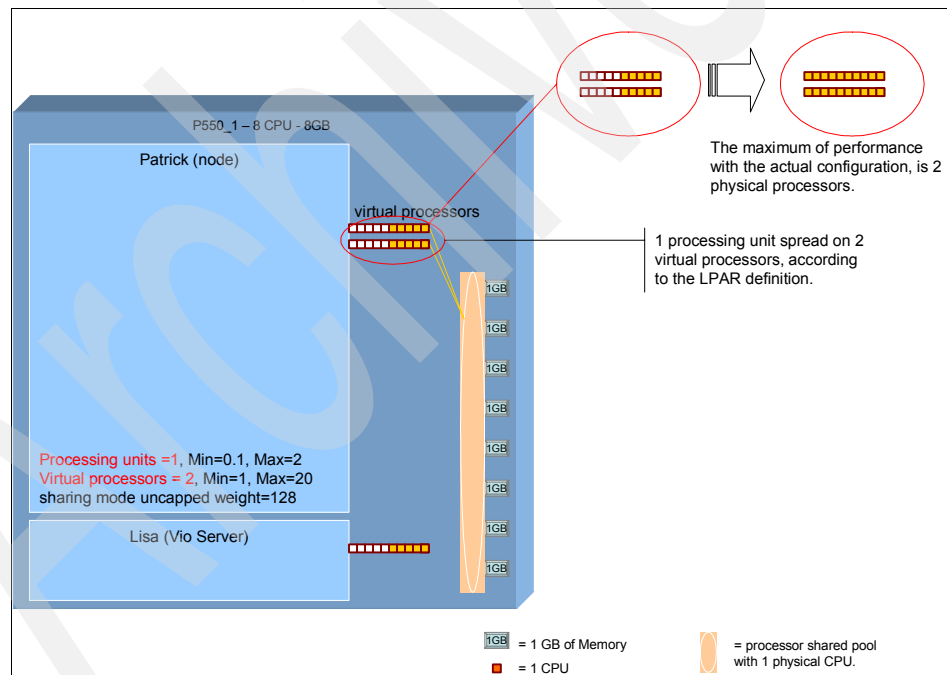 P550_1 – 8 CPU - 8GB
Patrick (node)
virtual processors
The maximum of performance
with the actual configuration, is 2
physical processors.
1 processing unit spread on 2
virtual processors, according
to the LPAR definition.
1GB
1GB
1GB
1GB
1GB
1GB
1GB
1GB
Processing units =1, Min=0.1, Max=2
Virtual processors = 2, Min=1, Max=20
sharing mode uncapped weight=128
Lisa (Vio Server)
1GB = 1 GB of Memory
= 1 CPU
= processor shared pool
with 1 physical CPU.